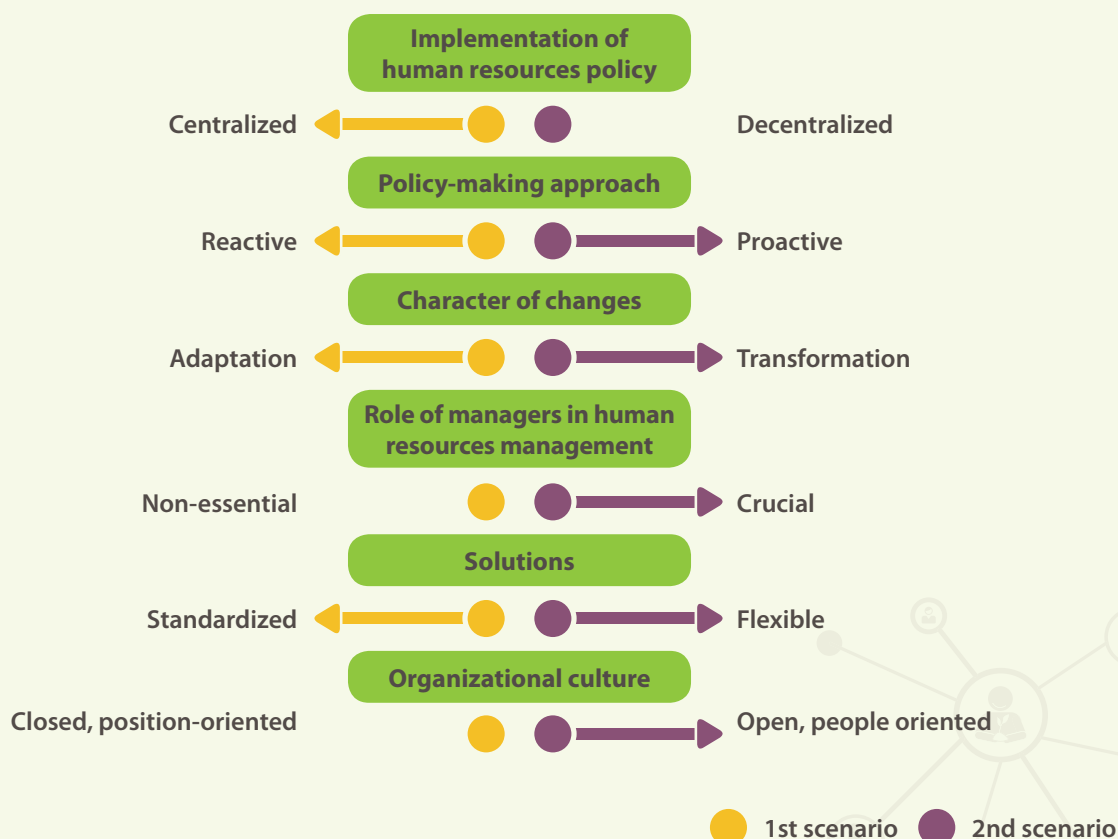 Implementation of
human resources policy
Centralized
Decentralized
Policy-making approach
Reactive
Proactive
Character of changes
Adaptation
Transformation
Role of managers in human
resources management
Non-essential
Crucial
Solutions
Standardized
Flexible
Organizational culture
Closed, position-oriented
Open, people oriented
1st scenario
2nd scenario